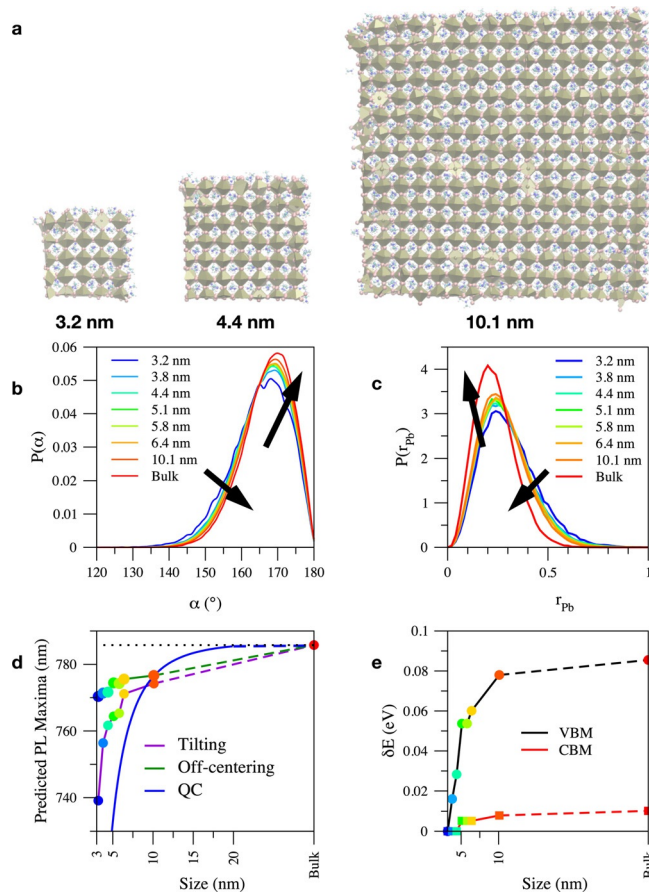 a
3.2 nm
4.4 nm
10.1 nm
b
0.06
0.05
0.04
0.03
0.02
0.01
0
P(α)
3.2 nm
3.8 nm
4.4 nm
5.1 nm
5.8 nm
6.4 nm
10.1 nm
Bulk
120 130 140 150 160 170 180
α (°)
c
4
3
2
1
0
P(rPb)
3.2 nm
3.8 nm
4.4 nm
5.1 nm
5.8 nm
6.4 nm
10.1 nm
Bulk
0 0.5 1
rPb
d
780
760
740
Predicted PL Maxima (nm)
Tilting
Off-centering
QC
3 5 10 15 20 Bulk
Size (nm)
e
0.1
0.08
0.06
0.04
0.02
0
δE (eV)
VBM
CBM
5 10 Bulk
Size (nm)